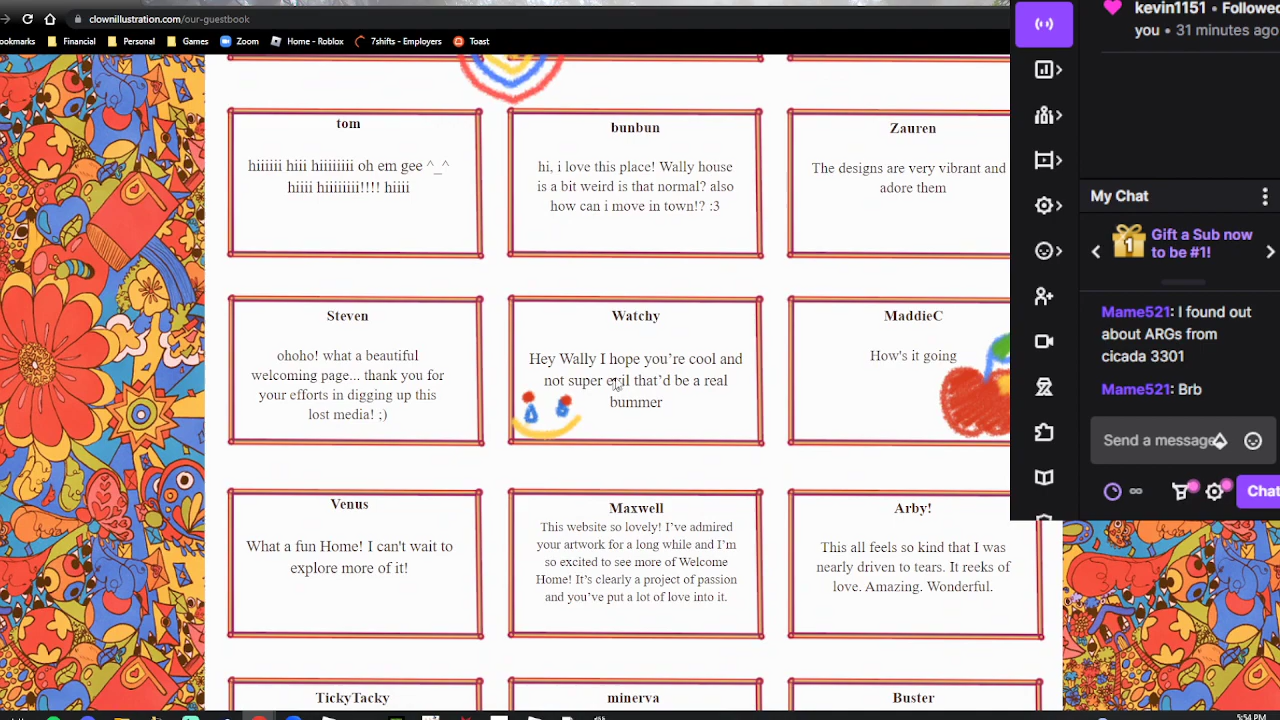 clownillustration.com/our-guestbook
ookmarks
Financial
Personal
Games
Zoom
Home - Roblox
7shifts - Employers
Toast
tom
hiiiiii hiii hiiiiiiii oh em gee ^_^
hiiii hiiiiiiii!!!! hiiii
bunbun
hi, i love this place! Wally house
is a bit weird is that normal? also
how can i move in town!? :3
Zauren
The designs are very vibrant and
adore them
Steven
ohoho! what a beautiful
welcoming page... thank you for
your efforts in digging up this
lost media! ;)
Watchy
Hey Wally I hope you're cool and
not super evil that'd be a real
bummer
MaddieC
How's it going
Venus
What a fun Home! I can't wait to
explore more of it!
Maxwell
This website so lovely! I've admired
your artwork for a long while and I'm
so excited to see more of Welcome
Home! It's clearly a project of passion
and you've put a lot of love into it.
Arby!
This all feels so kind that I was
nearly driven to tears. It reeks of
love. Amazing. Wonderful.
TickyTacky
minerva
Buster
kevin1151 • Followed
you • 31 minutes ago
My Chat
1
Gift a Sub now
to be #1!
Mame521: I found out
about ARGs from
cicada 3301
Mame521: Brb
Send a message
Chat
5:54 PM